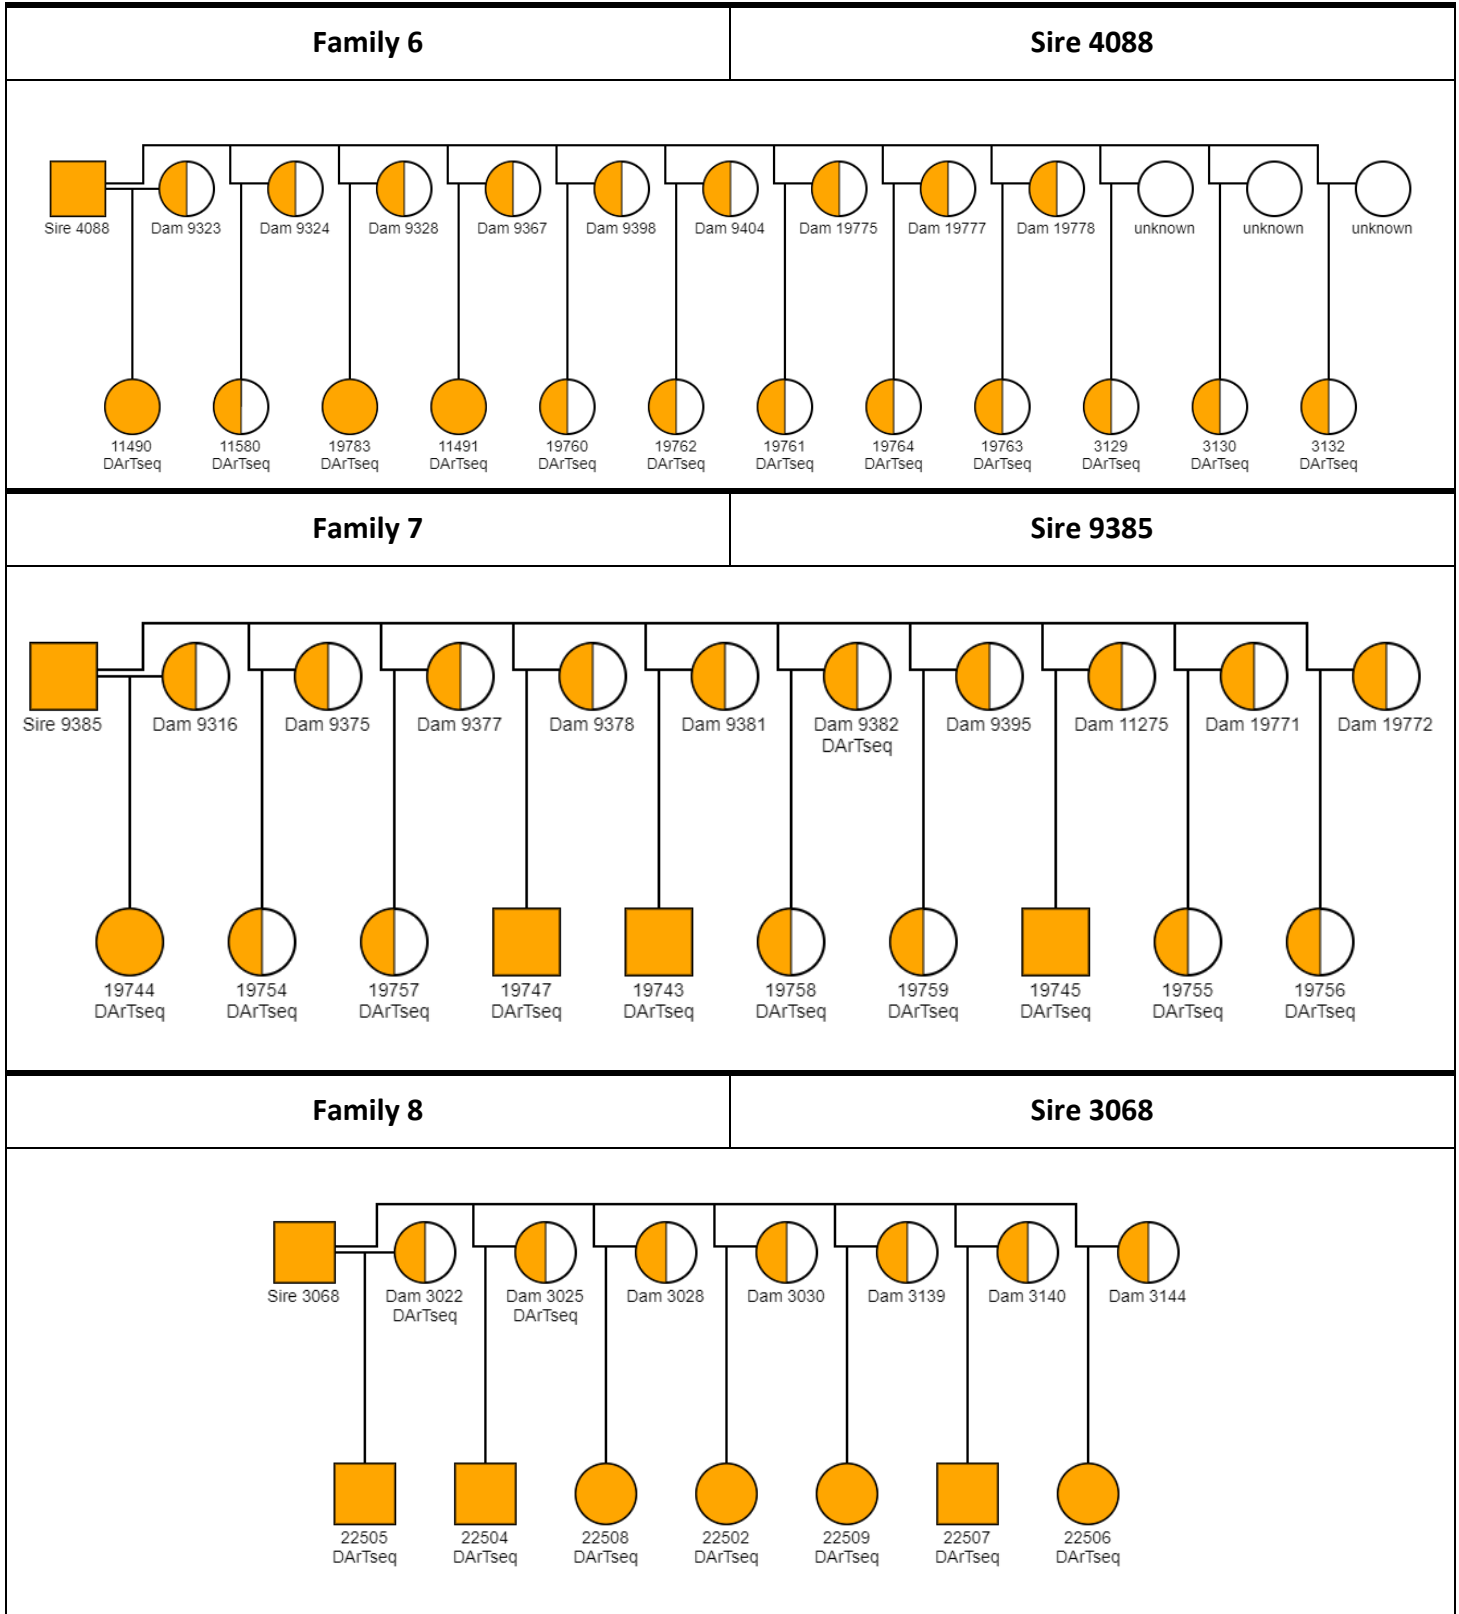 Family 6 Sire 4088
Sire 4088 Dam 9323 Dam 9324 Dam 9328 Dam 9367 Dam 9398 Dam 9404 Dam 19775 Dam 19777 Dam 19778 unknown unknown unknown
11490 11580 19783 11491 19760 19762 19761 19764 19763 3129 3130 3132
DArTseq DArTseq DArTseq DArTseq DArTseq DArTseq DArTseq DArTseq DArTseq DArTseq DArTseq DArTseq
Family 7 Sire 9385
Sire 9385 Dam 9316 Dam 9375 Dam 9377 Dam 9378 Dam 9381 Dam 9382 Dam 9395 Dam 11275 Dam 19771 Dam 19772
DArTseq
19744 19754 19757 19747 19743 19758 19759 19745 19755 19756
DArTseq DArTseq DArTseq DArTseq DArTseq DArTseq DArTseq DArTseq DArTseq DArTseq
Family 8 Sire 3068
Sire 3068 Dam 3022 Dam 3025 Dam 3028 Dam 3030 Dam 3139 Dam 3140 Dam 3144
DArTseq DArTseq
22505 22504 22508 22502 22509 22507 22506
DArTseq DArTseq DArTseq DArTseq DArTseq DArTseq DArTseq